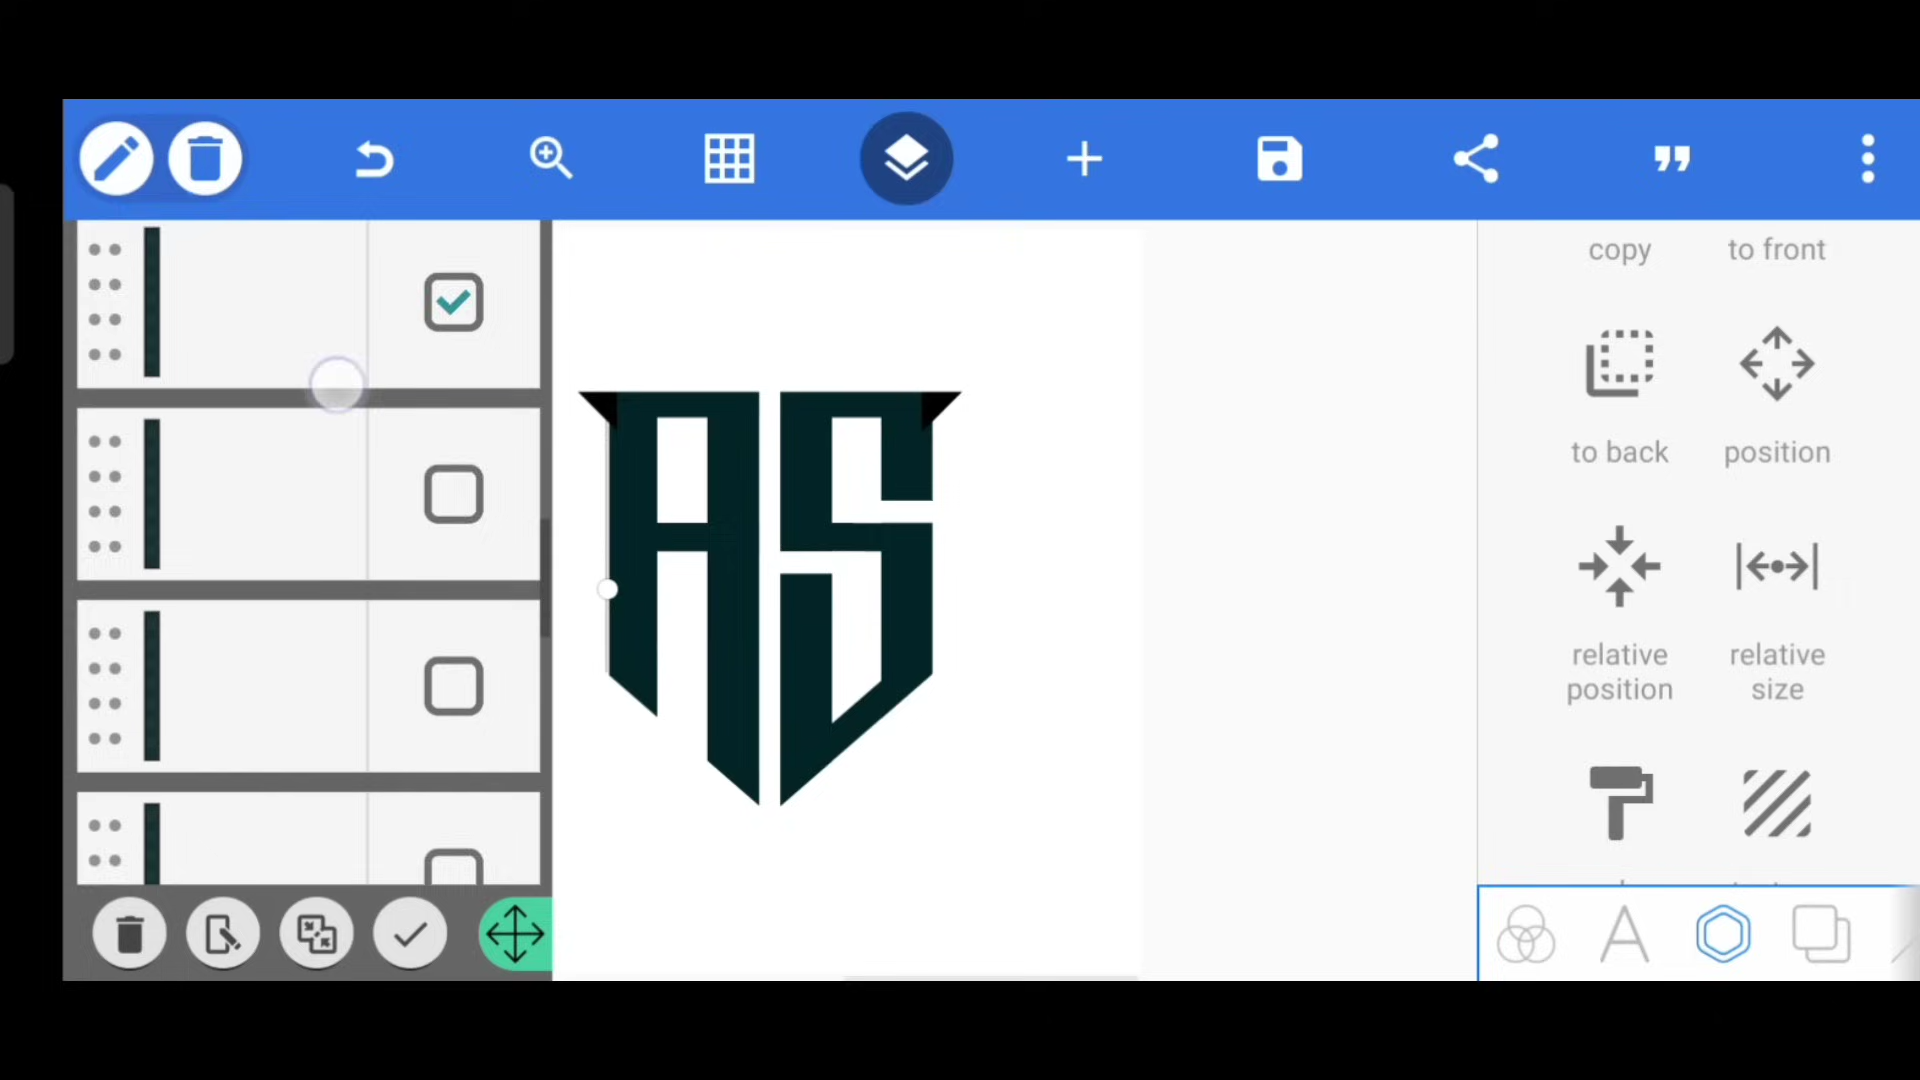 copy
to front
AS
to back
position
relative
position
relative
size